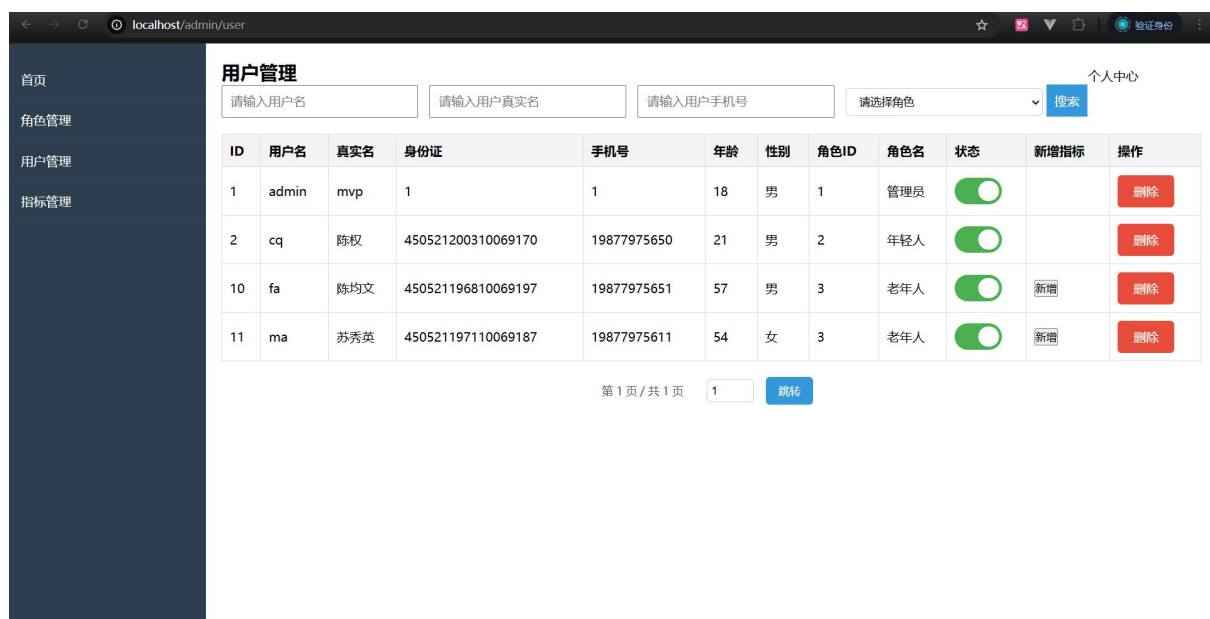 localhost/admin/user
验证身份
首页
角色管理
用户管理
指标管理
用户管理
个人中心
请输入用户名 请输入用户真实名 请输入用户手机号 请选择角色 搜索
ID 用户名 真实名 身份证 手机号 年龄 性别 角色ID 角色名 状态 新增指标 操作
1 admin mvp 1 1 18 男 1 管理员 删除
2 cq 陈权 450521200310069170 19877975650 21 男 2 年轻人 删除
10 fa 陈均文 450521196810069197 19877975651 57 男 3 老年人 新增 删除
11 ma 苏秀英 450521197110069187 19877975611 54 女 3 老年人 新增 删除
第 1 页 / 共 1 页 1 跳转